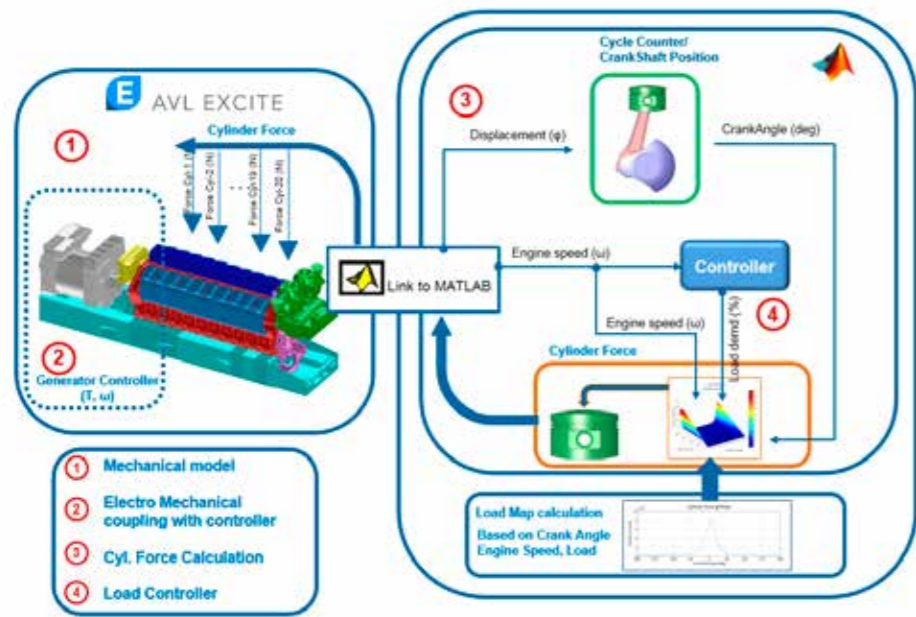 E AVL EXCITE
Cylinder Force
1
Force Cyl-1 (N)
Force Cyl-2 (N)
Force Cyl-19 (N)
Force Cyl-20 (N)
2
Generator Controller
(T, ω)
Link to MATLAB
Cycle Counter/
CrankShaft Position
3
Displacement (φ)
CrankAngle (deg)
Engine speed (ω)
Controller
Engine speed (ω)
Load demd (%)
4
Cylinder Force
Load Map calculation
Based on Crank Angle
Engine Speed, Load
1 Mechanical model
2 Electro Mechanical
coupling with controller
3 Cyl. Force Calculation
4 Load Controller